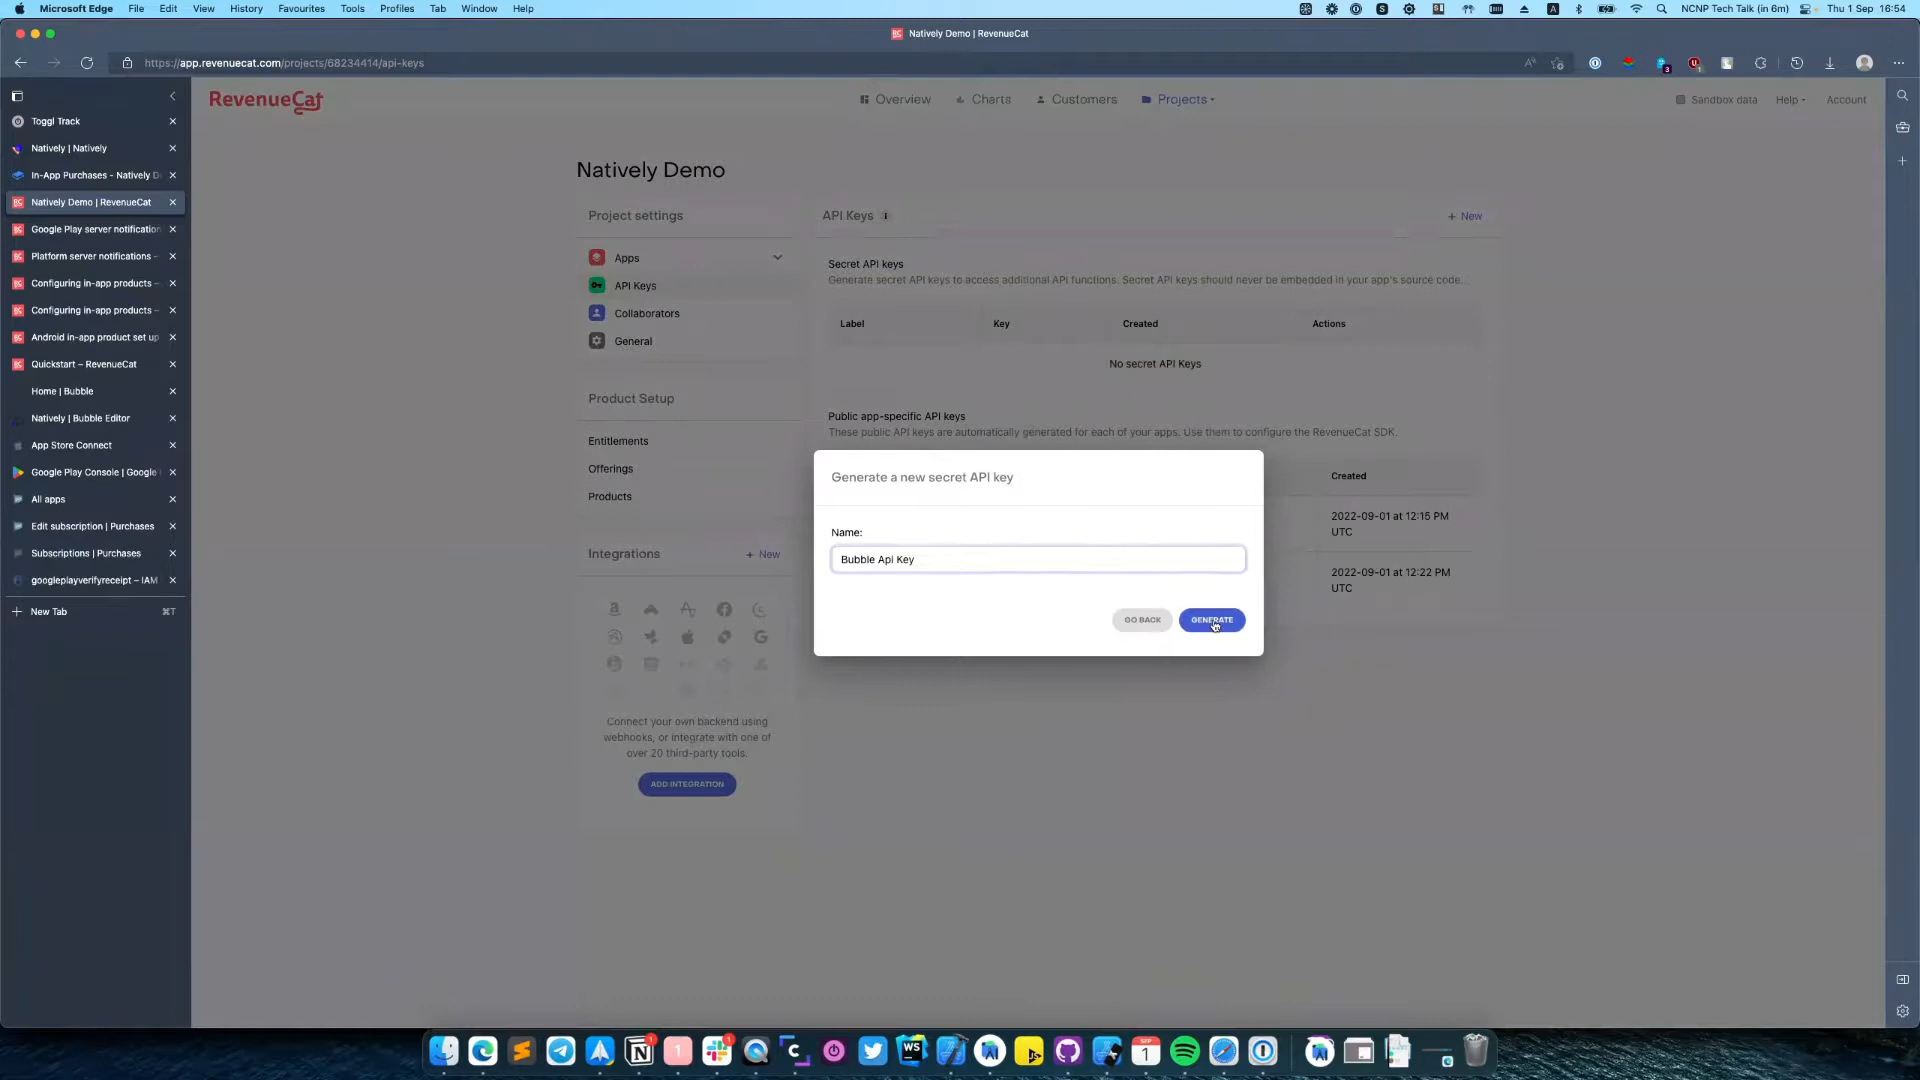 Microsoft Edge File Edit View History Favourites Tools Profiles Tab Window Help
NCNP Tech Talk (in 6m) Thu 1 Sep 16:54
Natively Demo | RevenueCat
https://app.revenuecat.com/projects/68234414/api-keys
Toggl Track
Natively | Natively
In-App Purchases - Natively D
Natively Demo | RevenueCat
Google Play server notification
Platform server notifications -
Configuring in-app products –
Configuring in-app products –
Android in-app product set up
Quickstart – RevenueCat
Home | Bubble
Natively | Bubble Editor
App Store Connect
Google Play Console | Google
All apps
Edit subscription | Purchases
Subscriptions | Purchases
googleplayverifyreceipt – IAM
New Tab ⌘T
RevenueCat
Overview Charts Customers Projects
Sandbox data Help Account
Natively Demo
Project settings
Apps
API Keys
Collaborators
General
Product Setup
Entitlements
Offerings
Products
Integrations + New
Connect your own backend using
webhooks, or integrate with one of
over 20 third-party tools.
ADD INTEGRATION
API Keys + New
Secret API keys
Generate secret API keys to access additional API functions. Secret API keys should never be embedded in your app's source code.
Label Key Created Actions
No secret API Keys
Public app-specific API keys
These public API keys are automatically generated for each of your apps. Use them to configure the RevenueCat SDK.
Created
2022-09-01 at 12:15 PM
UTC
2022-09-01 at 12:22 PM
UTC
Generate a new secret API key
Name:
Bubble Api Key
GO BACK GENERATE
WS
SEP
1